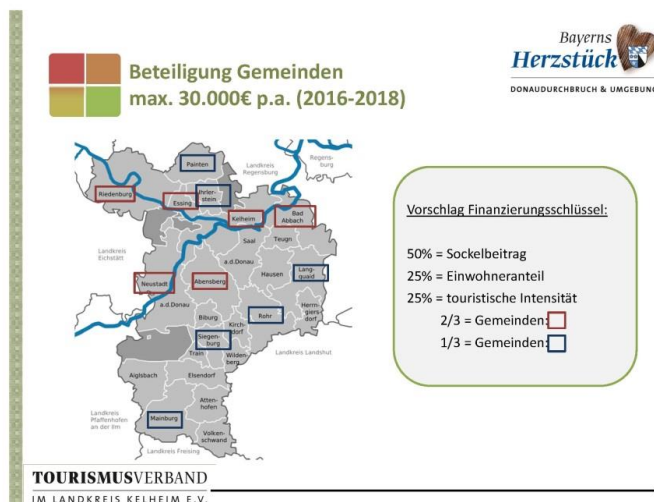 Bayerns
Herzstück
DONAUDURCHBRUCH & UMGEBUNG
Beteiligung Gemeinden
max. 30.000€ p.a. (2016-2018)
Painten
Landkreis
Regensburg
Regens-
burg
Riedenburg
Essing
Ihrler-
stein
Kelheim
Bad
Abbach
Landkreis
Eichstätt
Saal
a.d.Donau
Teugn
Neustadt
a.d.Donau
Abensberg
Hausen
Lang-
quaid
Biburg
Kirch-
dorf
Rohr
Herrn-
giers-
dorf
Siegen-
burg
Train
Wilden-
berg
Landkreis Landshut
Aiglsbach
Elsendorf
Atten-
hofen
Landkreis
Pfaffenhofen
an der Ilm
Mainburg
Volken-
schwand
Landkreis Freising
Vorschlag Finanzierungsschlüssel:
50% = Sockelbeitrag
25% = Einwohneranteil
25% = touristische Intensität
2/3 = Gemeinden:
1/3 = Gemeinden:
TOURISMUSVERBAND
IM LANDKREIS KELHEIM E.V.